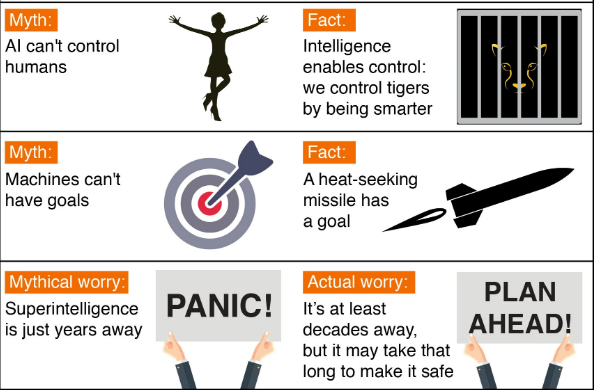 Myth:
AI can't control
humans
Fact:
Intelligence
enables control:
we control tigers
by being smarter
Myth:
Machines can't
have goals
Fact:
A heat-seeking
missile has
a goal
Mythical worry:
Superintelligence
is just years away
PANIC!
Actual worry:
It's at least
decades away,
but it may take that
long to make it safe
PLAN
AHEAD!